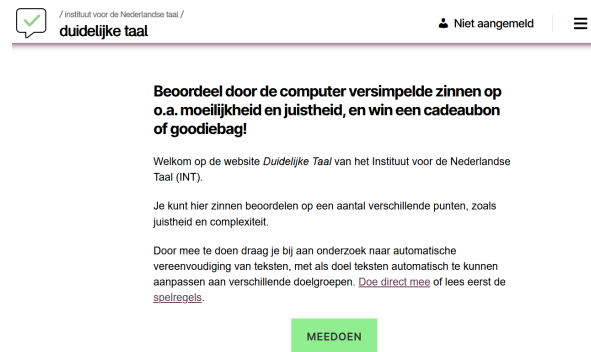 / instituut voor de Nederlandse taal /
duidelijke taal
Niet aangemeld
Beoordeel door de computer versimpelde zinnen op
o.a. moeilijkheid en juistheid, en win een cadeaubon
of goodiebag!
Welkom op de website Duidelijke Taal van het Instituut voor de Nederlandse
Taal (INT).
Je kunt hier zinnen beoordelen op een aantal verschillende punten, zoals
juistheid en complexiteit.
Door mee te doen draag je bij aan onderzoek naar automatische
vereenvoudiging van teksten, met als doel teksten automatisch te kunnen
aanpassen aan verschillende doelgroepen. Doe direct mee of lees eerst de
spelregels.
MEEDOEN